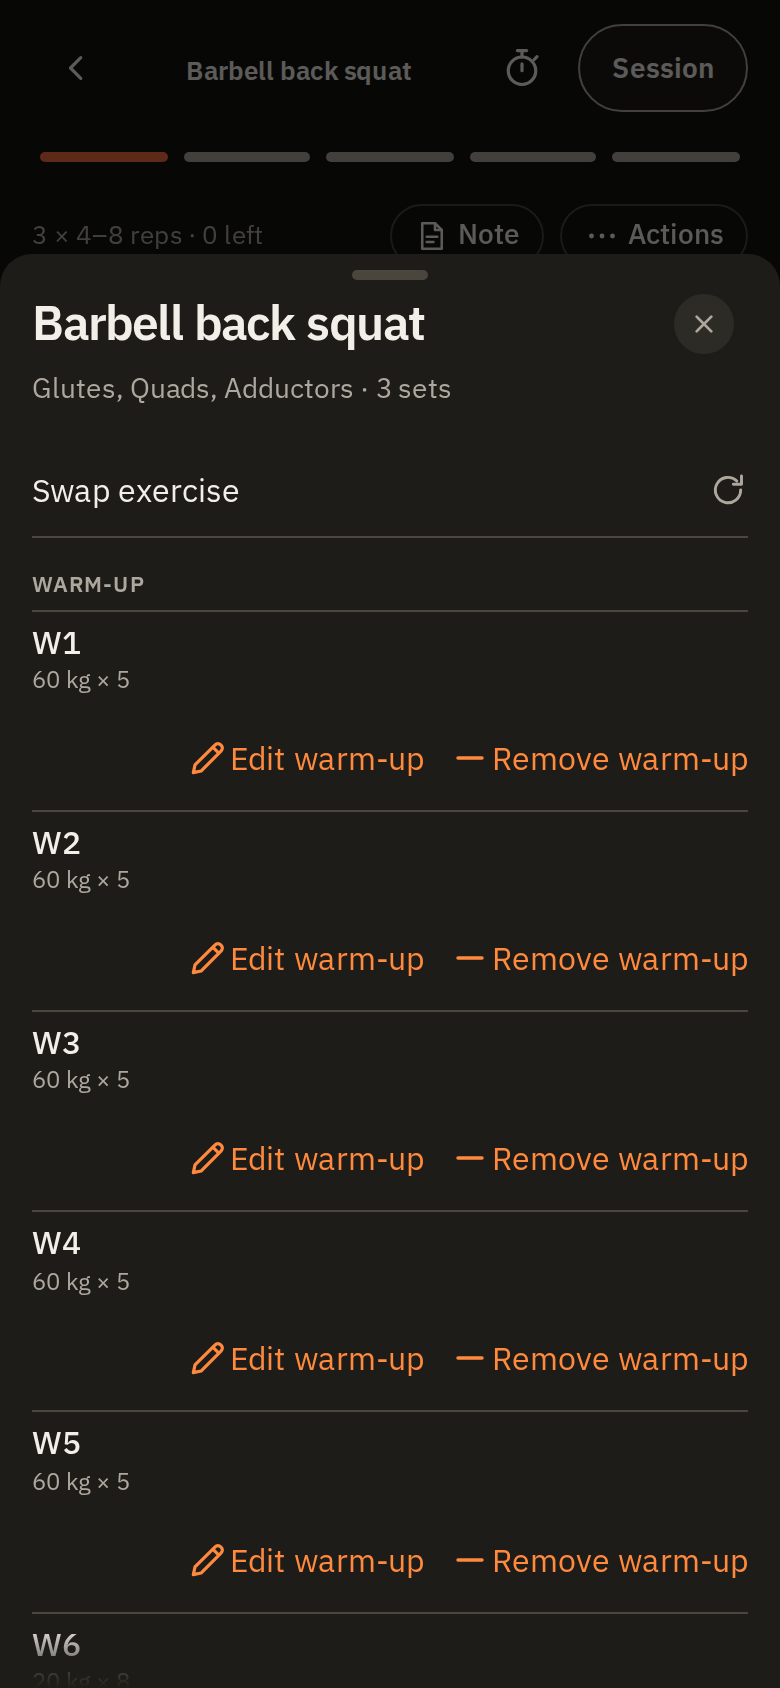 Barbell back squat
Session
3 × 4–8 reps · 0 left
Note
Actions
Barbell back squat
Glutes, Quads, Adductors · 3 sets
Swap exercise
WARM-UP
W1
60 kg × 5
Edit warm-up
Remove warm-up
W2
60 kg × 5
Edit warm-up
Remove warm-up
W3
60 kg × 5
Edit warm-up
Remove warm-up
W4
60 kg × 5
Edit warm-up
Remove warm-up
W5
60 kg × 5
Edit warm-up
Remove warm-up
W6
20 kg × 8